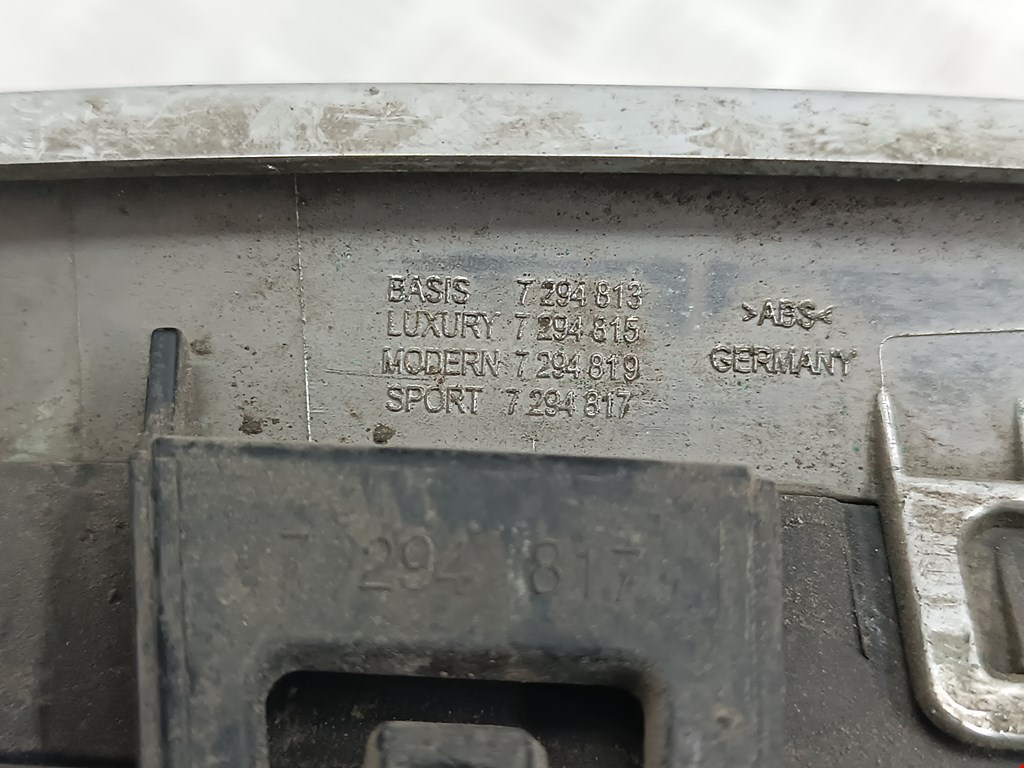 BASIS 7 294 813
LUXURY 7 294 815
MODERN 7 294 819
SPORT 7 294 817
>ABS<
GERMANY
7 294 817